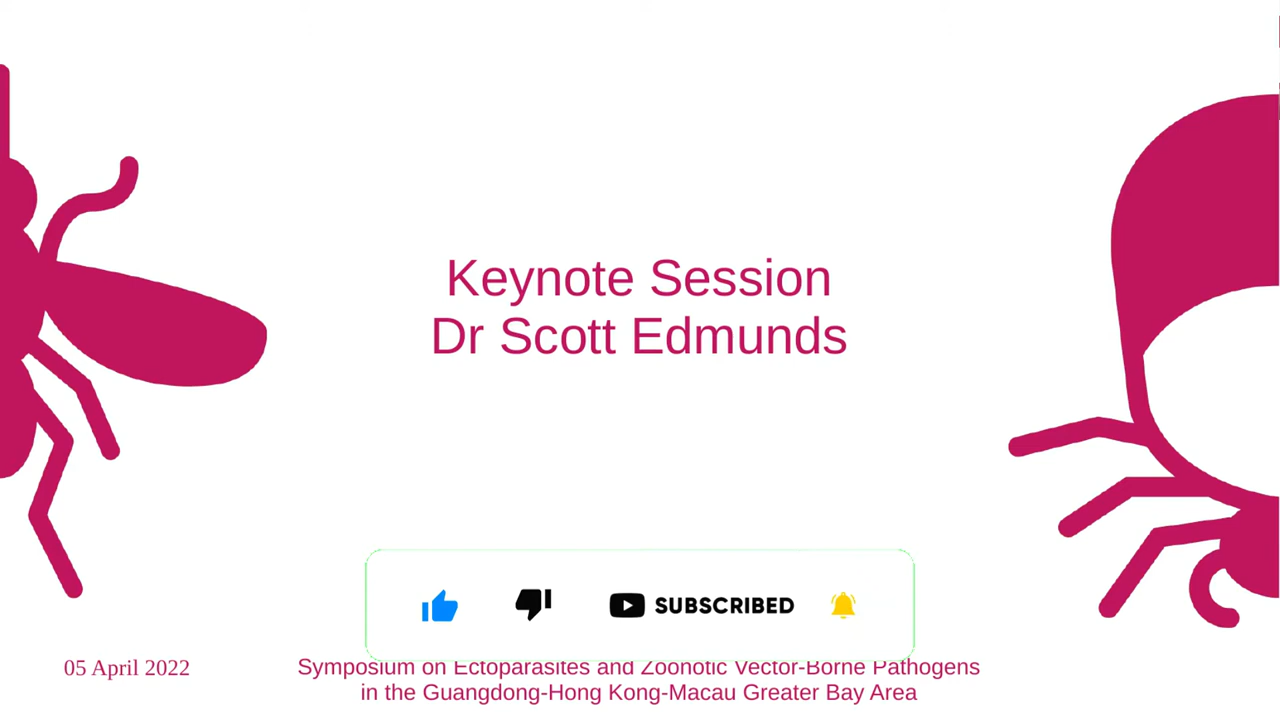 Keynote Session
Dr Scott Edmunds
SUBSCRIBED
05 April 2022
Symposium on Ectoparasites and Zoonotic Vector-Borne Pathogens
in the Guangdong-Hong Kong-Macau Greater Bay Area